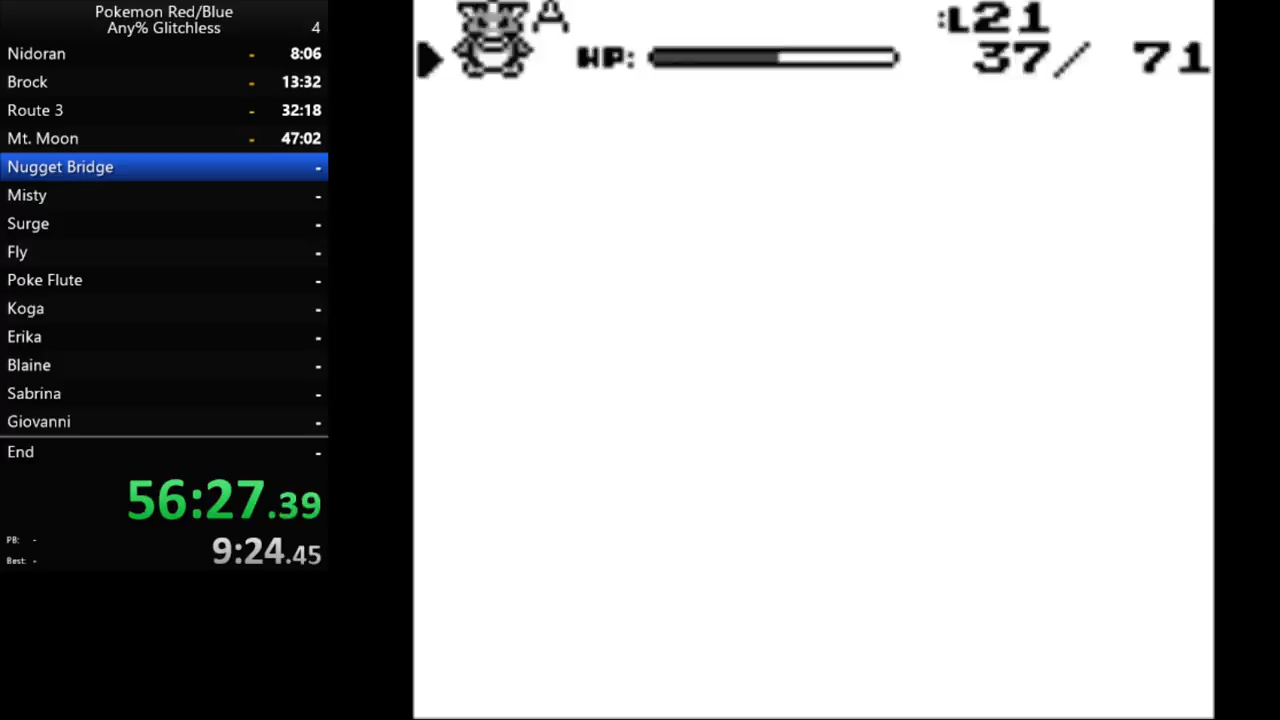 Pokemon Red/Blue
Any% Glitchless 4
Nidoran - 8:06
Brock - 13:32
Route 3 - 32:18
Mt. Moon - 47:02
Nugget Bridge -
Misty -
Surge -
Fly -
Poke Flute -
Koga -
Erika -
Blaine -
Sabrina -
Giovanni -
End -
56:27.39
PB: -
Best: -
9:24.45
A :L21
HP: 37/ 71